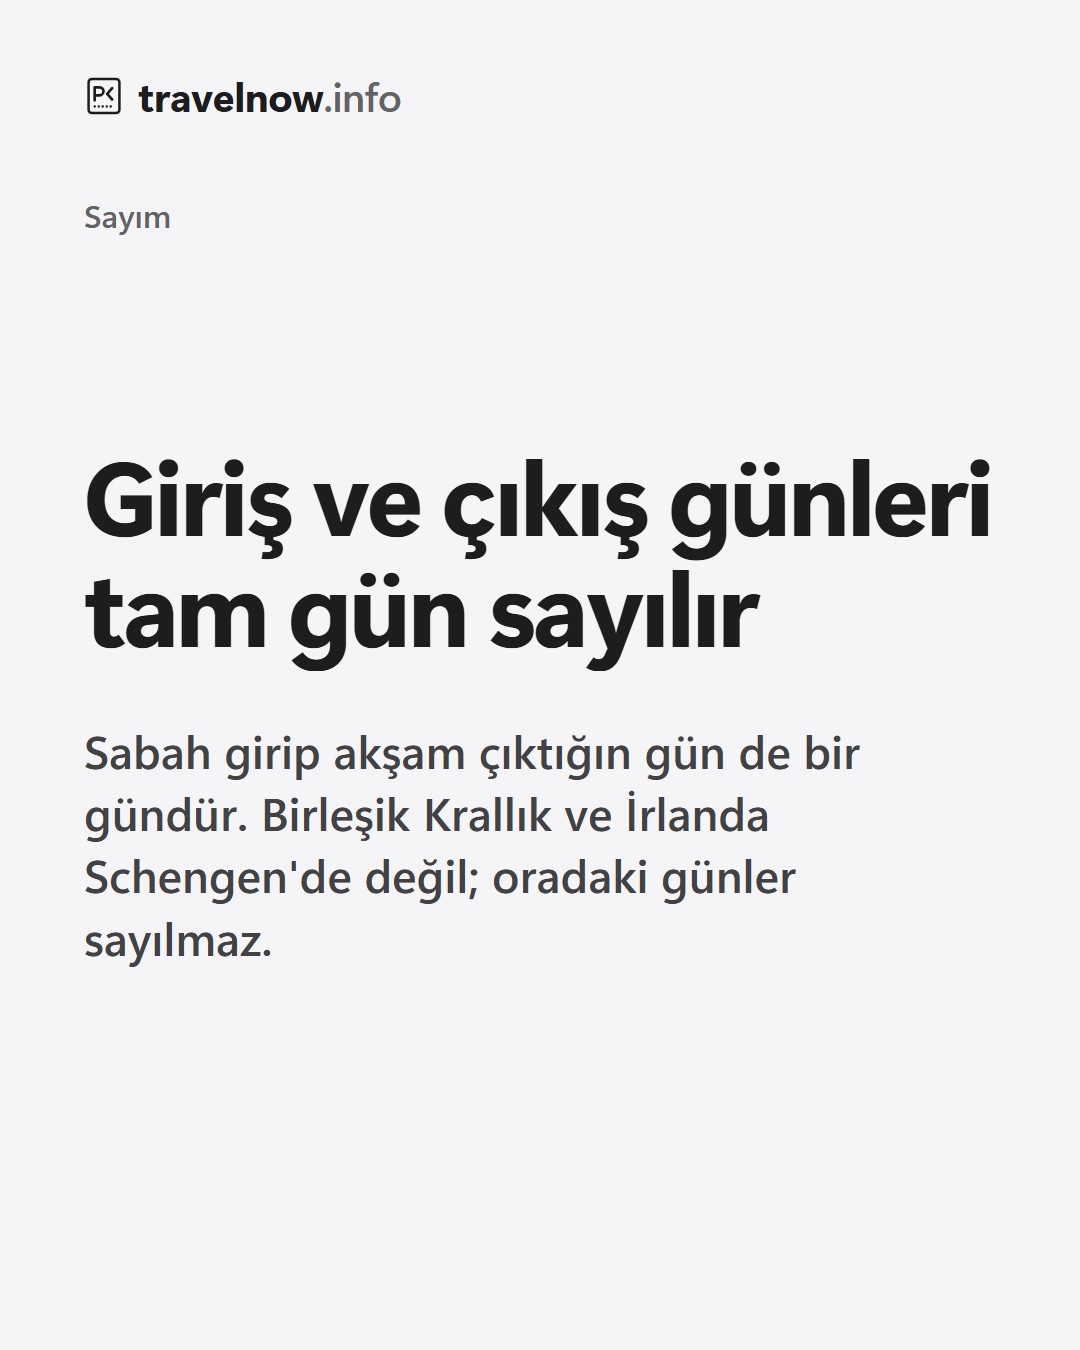 travelnow.info
Sayım
Giriş ve çıkış günleri
tam gün sayılır
Sabah girip akşam çıktığın gün de bir
gündür. Birleşik Krallık ve İrlanda
Schengen'de değil; oradaki günler
sayılmaz.